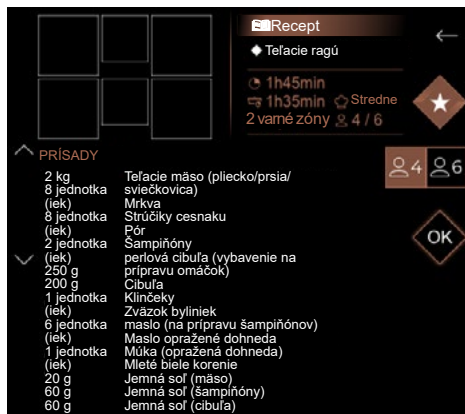 Recept
Teľacie ragú
1h45min
1h35min Stredne
2 varné zóny 4 / 6
PRÍSADY
4 6
OK
2 kg Teľacie mäso (pliecko/prsia/
8 jednotka sviečkovica)
(iek) Mrkva
8 jednotka Strúčiky cesnaku
(iek) Pór
2 jednotka Šampiňóny
(iek) perlová cibuľa (vybavenie na
250 g prípravu omáčok)
200 g Cibuľa
1 jednotka Klinčeky
(iek) Zväzok byliniek
6 jednotka maslo (na prípravu šampiňónov)
(iek) Maslo opražené dohneda
1 jednotka Múka (opražená dohneda)
(iek) Mleté biele korenie
20 g Jemná soľ (mäso)
60 g Jemná soľ (šampiňóny)
60 g Jemná soľ (cibuľa)